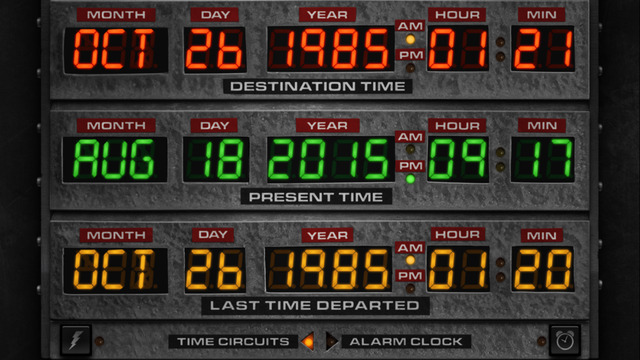 MONTH DAY YEAR AM HOUR MIN
OCT 26 1985 PM 01 21
DESTINATION TIME
MONTH DAY YEAR AM HOUR MIN
AUG 18 2015 PM 09 17
PRESENT TIME
MONTH DAY YEAR AM HOUR MIN
OCT 26 1985 PM 01 20
LAST TIME DEPARTED
TIME CIRCUITS ALARM CLOCK